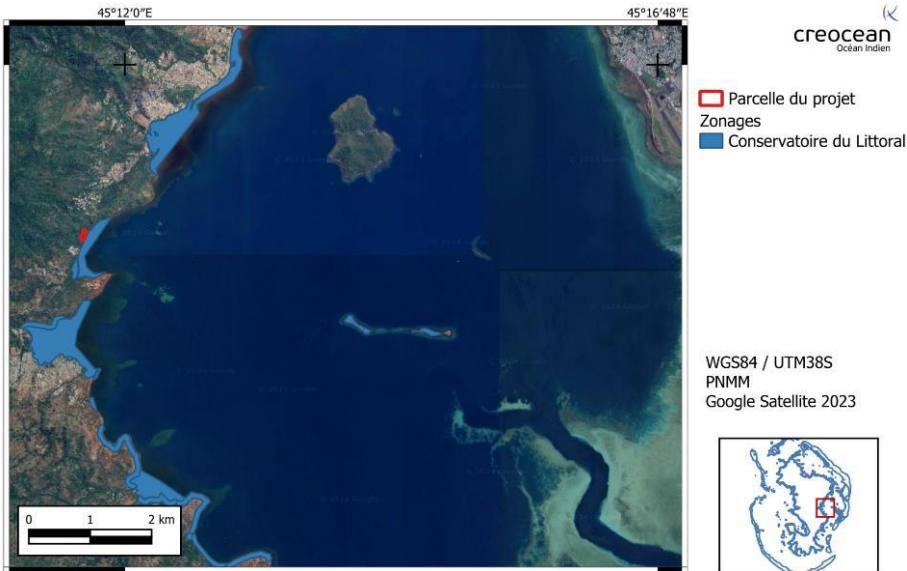 45°12'0"E
45°16'48"E
creocean
Océan Indien
Parcelle du projet
Zonages
Conservatoire du Littoral
WGS84 / UTM38S
PNMM
Google Satellite 2023
0 1 2 km